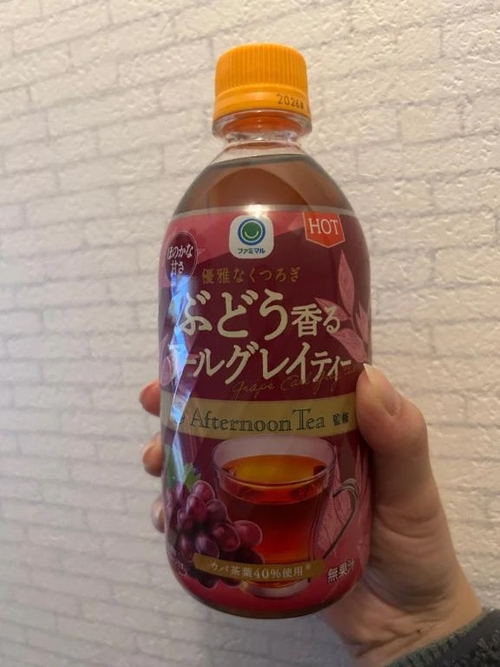 2026
HOT
ファミマル
ほのかな
甘さ
優雅なくつろぎ
ぶどう香る
ールグレイティー
Grape
Afternoon Tea 監修
ウバ茶葉40%使用※
無果汁